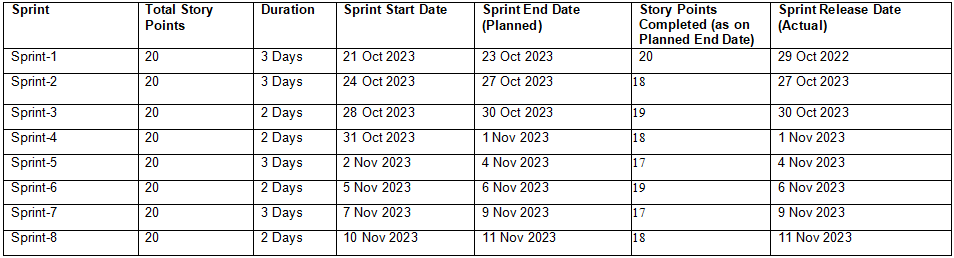 Sprint Total Story Points Duration Sprint Start Date Sprint End Date (Planned) Story Points Completed (as on Planned End Date) Sprint Release Date (Actual)
Sprint-1 20 3 Days 21 Oct 2023 23 Oct 2023 20 29 Oct 2022
Sprint-2 20 3 Days 24 Oct 2023 27 Oct 2023 18 27 Oct 2023
Sprint-3 20 2 Days 28 Oct 2023 30 Oct 2023 19 30 Oct 2023
Sprint-4 20 2 Days 31 Oct 2023 1 Nov 2023 18 1 Nov 2023
Sprint-5 20 3 Days 2 Nov 2023 4 Nov 2023 17 4 Nov 2023
Sprint-6 20 2 Days 5 Nov 2023 6 Nov 2023 19 6 Nov 2023
Sprint-7 20 3 Days 7 Nov 2023 9 Nov 2023 17 9 Nov 2023
Sprint-8 20 2 Days 10 Nov 2023 11 Nov 2023 18 11 Nov 2023